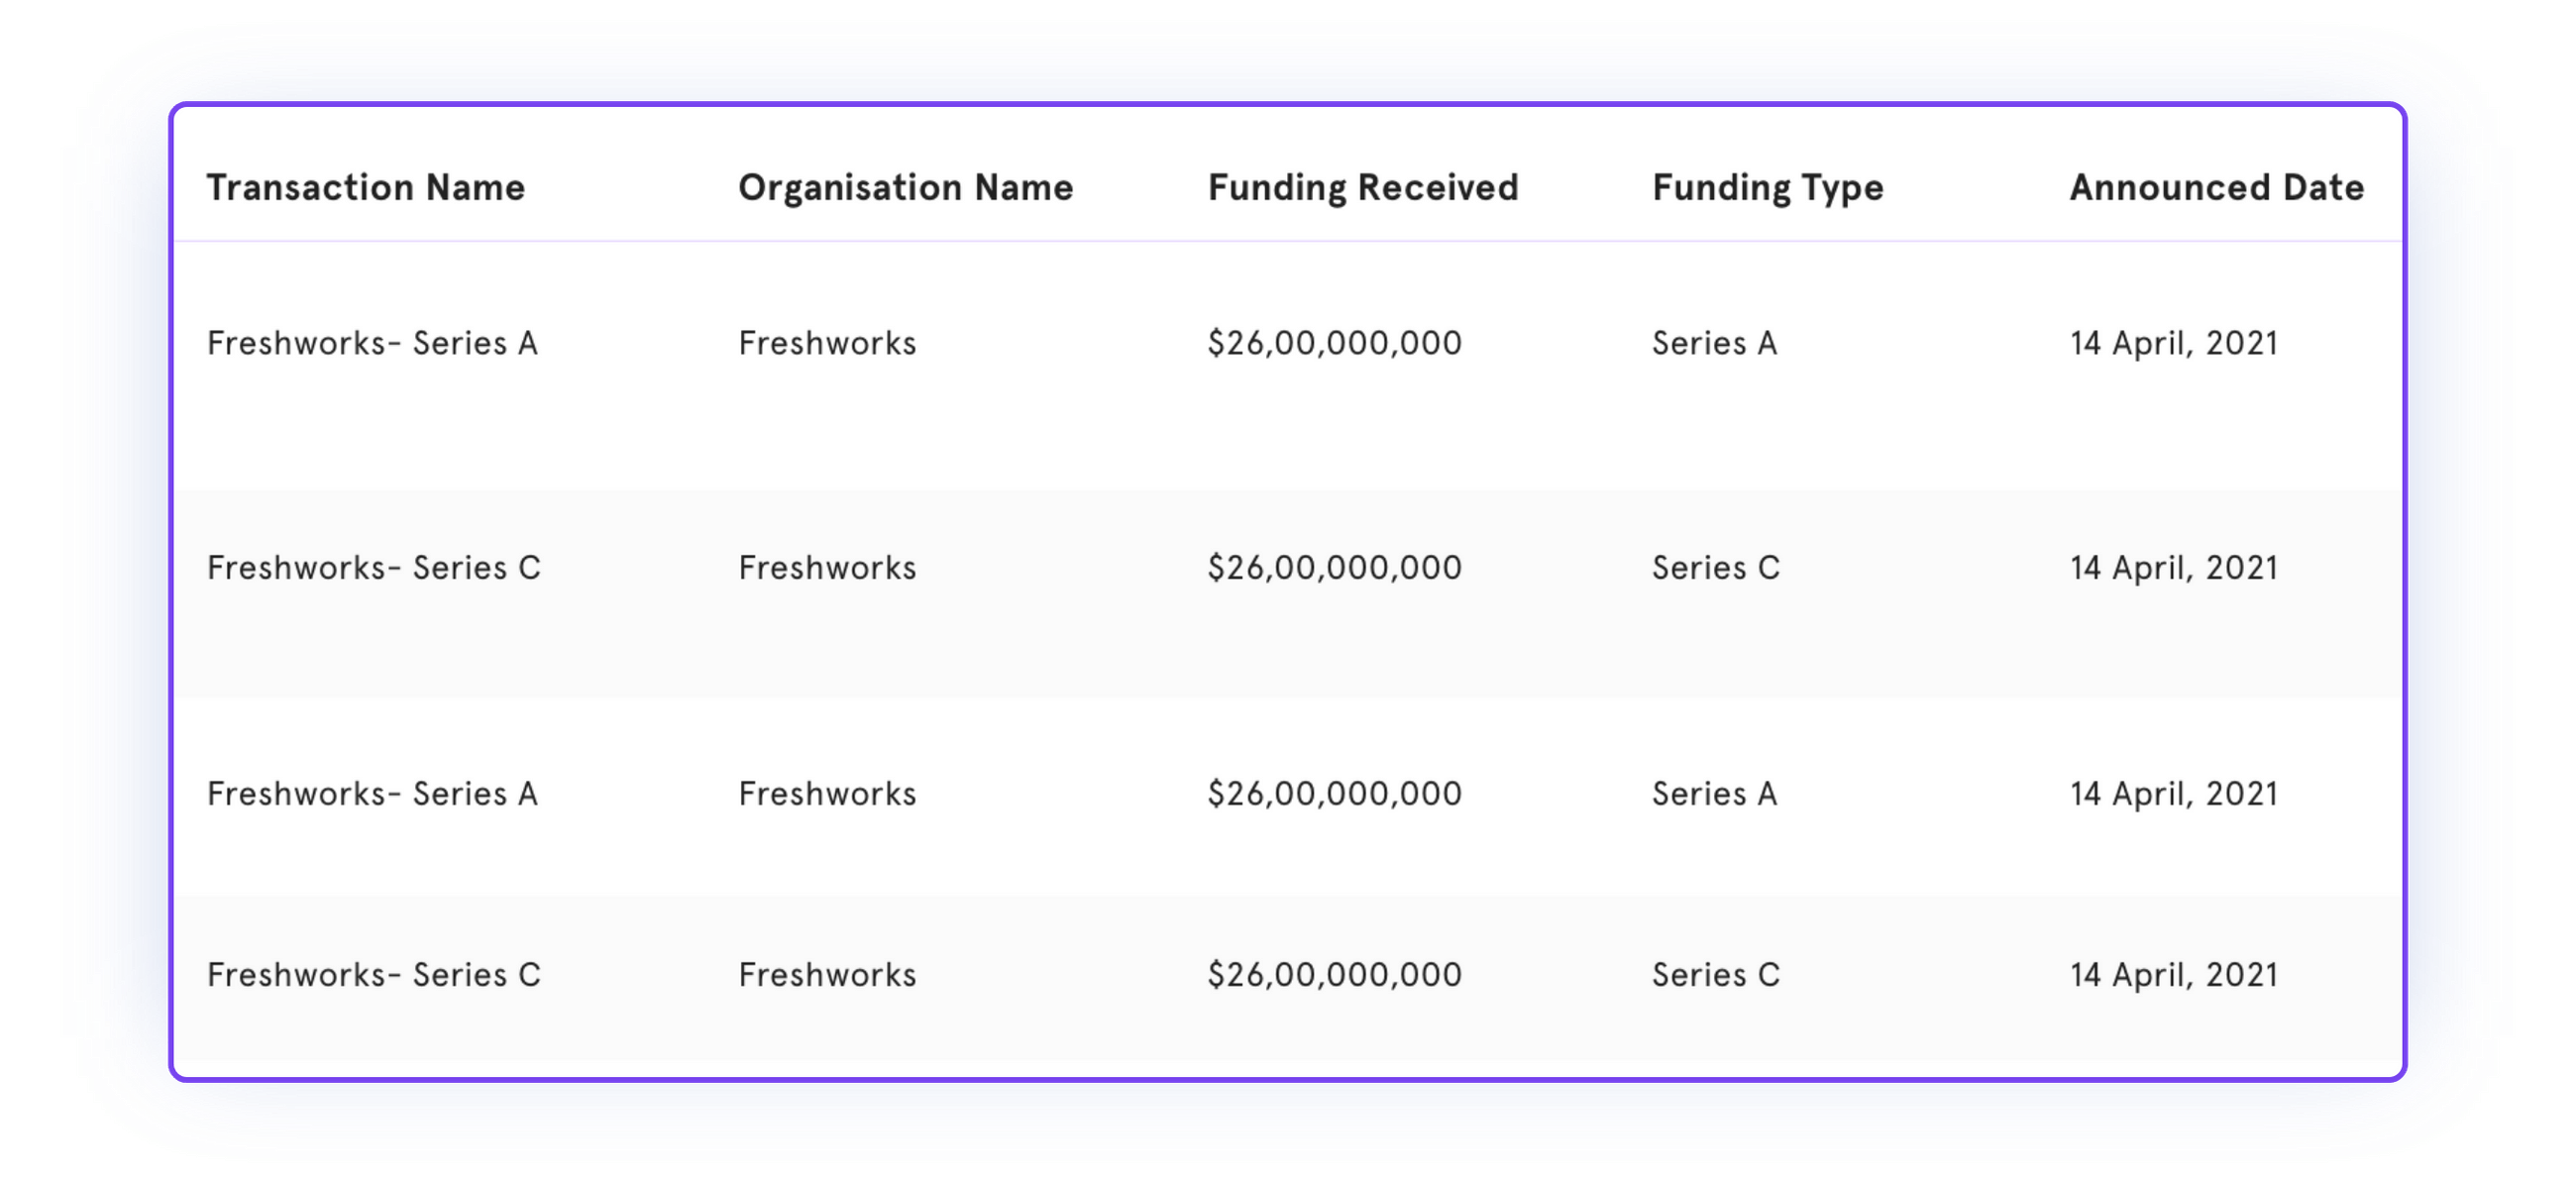 Transaction Name Organisation Name Funding Received Funding Type Announced Date
Freshworks- Series A Freshworks $26,00,000,000 Series A 14 April, 2021
Freshworks- Series C Freshworks $26,00,000,000 Series C 14 April, 2021
Freshworks- Series A Freshworks $26,00,000,000 Series A 14 April, 2021
Freshworks- Series C Freshworks $26,00,000,000 Series C 14 April, 2021